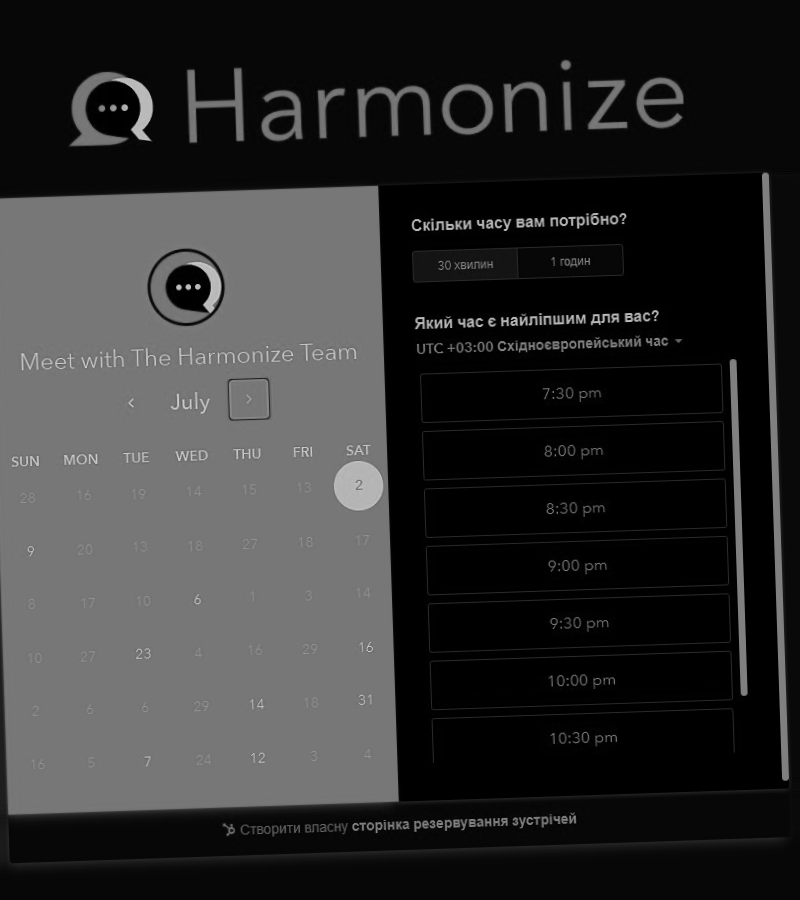 Harmonize
Meet with The Harmonize Team
July
SUN MON TUE WED THU FRI SAT
28 16 19 14 15 13 2
9 20 13 18 27 18 17
8 17 10 6 1 3 14
10 27 23 4 16 29 16
2 6 6 29 14 18 31
16 5 7 24 12 3 4
Скільки часу вам потрібно?
30 хвилин 1 годин
Який час є найліпшим для вас?
UTC +03:00 Східноєвропейський час
7:30 pm
8:00 pm
8:30 pm
9:00 pm
9:30 pm
10:00 pm
10:30 pm
Створити власну сторінка резервування зустрічей